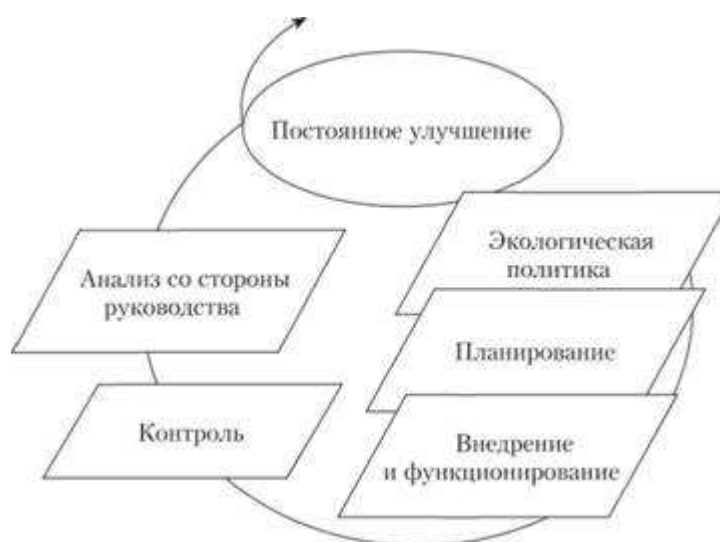 Постоянное улучшение
Экологическая
политика
Планирование
Внедрение
и функционирование
Контроль
Анализ со стороны
руководства